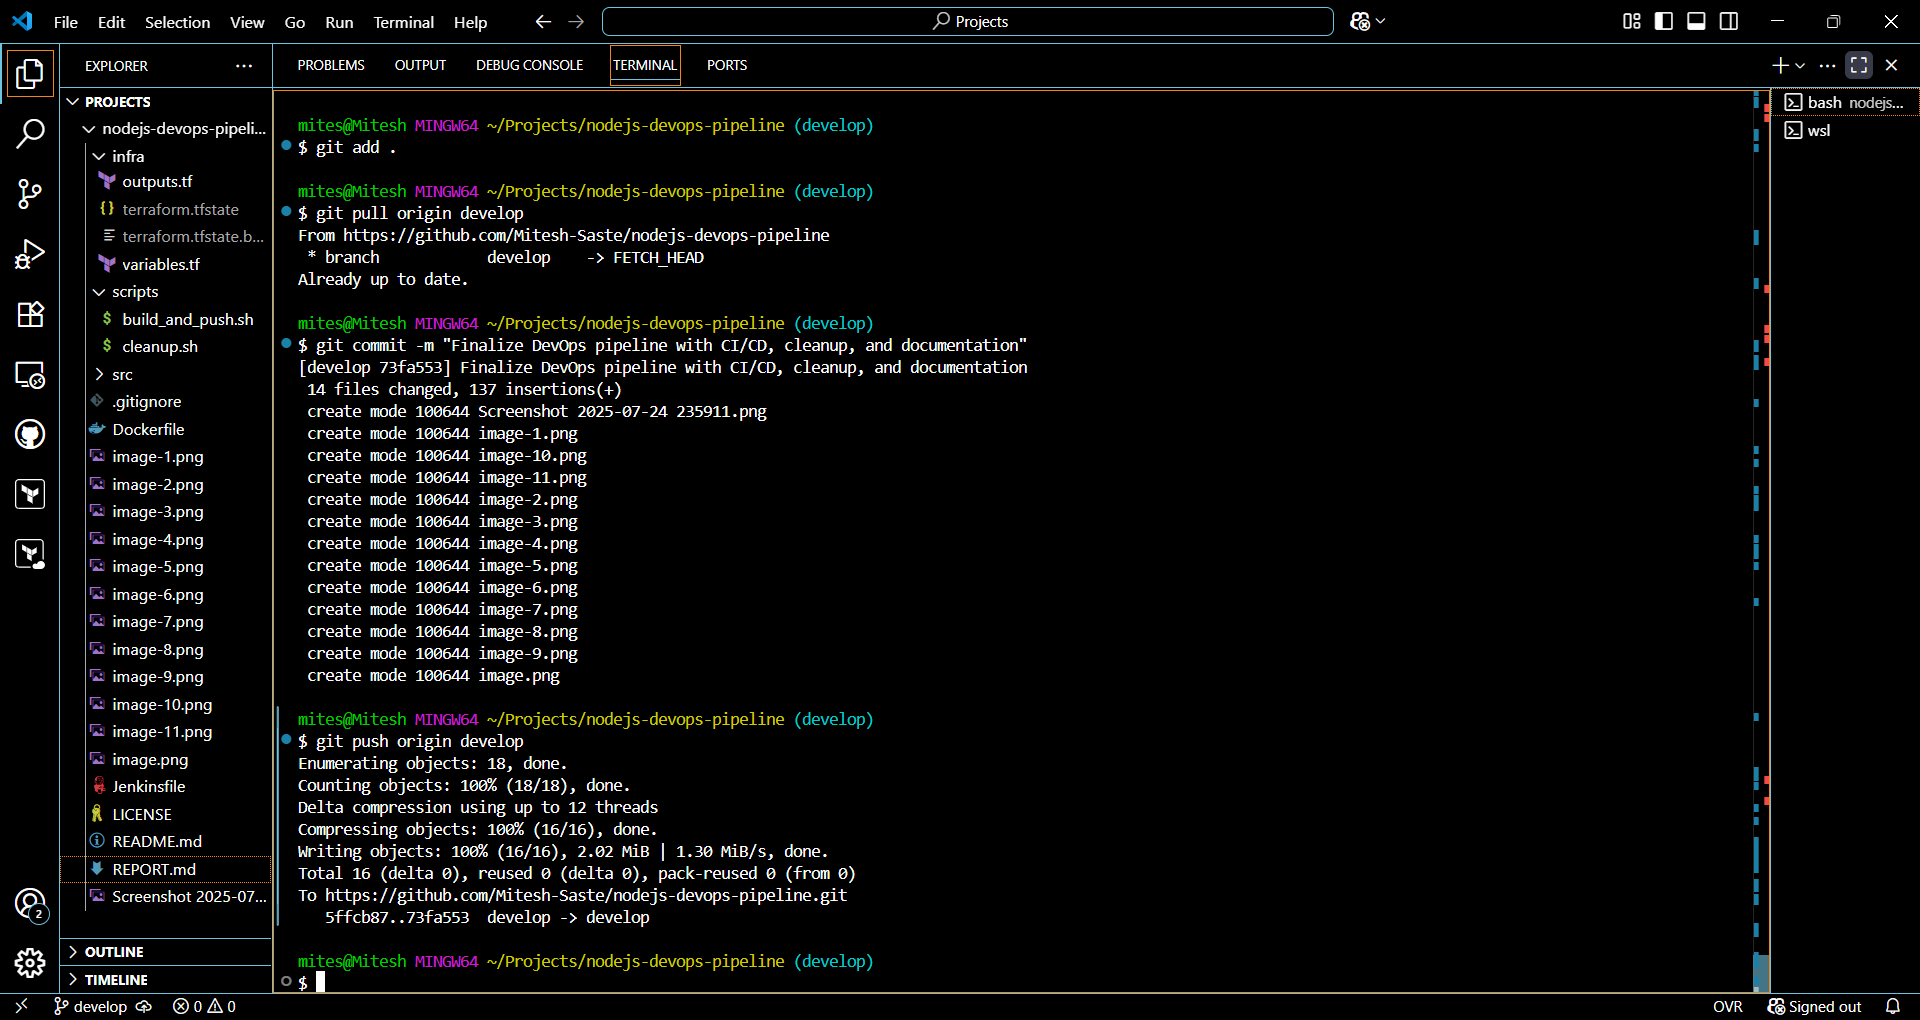 File Edit Selection View Go Run Terminal Help
Projects
EXPLORER
PROJECTS
nodejs-devops-pipeli...
infra
outputs.tf
terraform.tfstate
terraform.tfstate.b...
variables.tf
scripts
build_and_push.sh
cleanup.sh
src
.gitignore
Dockerfile
image-1.png
image-2.png
image-3.png
image-4.png
image-5.png
image-6.png
image-7.png
image-8.png
image-9.png
image-10.png
image-11.png
image.png
Jenkinsfile
LICENSE
README.md
REPORT.md
Screenshot 2025-07...
OUTLINE
TIMELINE
PROBLEMS OUTPUT DEBUG CONSOLE TERMINAL PORTS
mites@Mitesh MINGW64 ~/Projects/nodejs-devops-pipeline (develop)
$ git add .
mites@Mitesh MINGW64 ~/Projects/nodejs-devops-pipeline (develop)
$ git pull origin develop
From https://github.com/Mitesh-Saste/nodejs-devops-pipeline
* branch develop -> FETCH_HEAD
Already up to date.
mites@Mitesh MINGW64 ~/Projects/nodejs-devops-pipeline (develop)
$ git commit -m "Finalize DevOps pipeline with CI/CD, cleanup, and documentation"
[develop 73fa553] Finalize DevOps pipeline with CI/CD, cleanup, and documentation
14 files changed, 137 insertions(+)
create mode 100644 Screenshot 2025-07-24 235911.png
create mode 100644 image-1.png
create mode 100644 image-10.png
create mode 100644 image-11.png
create mode 100644 image-2.png
create mode 100644 image-3.png
create mode 100644 image-4.png
create mode 100644 image-5.png
create mode 100644 image-6.png
create mode 100644 image-7.png
create mode 100644 image-8.png
create mode 100644 image-9.png
create mode 100644 image.png
mites@Mitesh MINGW64 ~/Projects/nodejs-devops-pipeline (develop)
$ git push origin develop
Enumerating objects: 18, done.
Counting objects: 100% (18/18), done.
Delta compression using up to 12 threads
Compressing objects: 100% (16/16), done.
Writing objects: 100% (16/16), 2.02 MiB | 1.30 MiB/s, done.
Total 16 (delta 0), reused 0 (delta 0), pack-reused 0 (from 0)
To https://github.com/Mitesh-Saste/nodejs-devops-pipeline.git
5ffcb87..73fa553 develop -> develop
mites@Mitesh MINGW64 ~/Projects/nodejs-devops-pipeline (develop)
$
bash nodejs...
wsl
2
develop 0 0
OVR Signed out